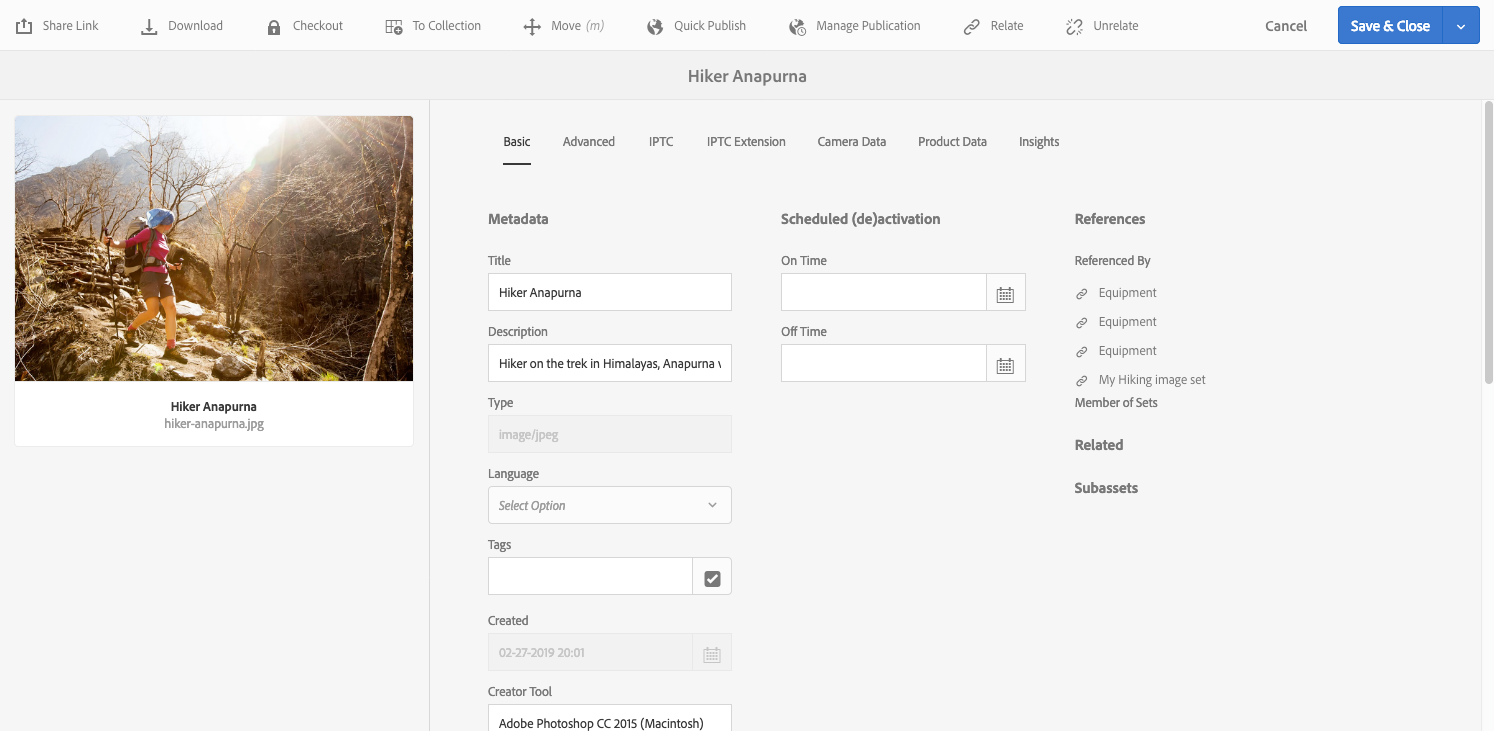 Share Link
Download
Checkout
To Collection
Move (m)
Quick Publish
Manage Publication
Relate
Unrelate
Cancel
Save & Close
Hiker Anapurna
Hiker Anapurna
hiker-anapurna.jpg
Basic
Advanced
IPTC
IPTC Extension
Camera Data
Product Data
Insights
Metadata
Title
Hiker Anapurna
Description
Hiker on the trek in Himalayas, Anapurna v
Type
image/jpeg
Language
Select Option
Tags
Created
02-27-2019 20:01
Creator Tool
Adobe Photoshop CC 2015 (Macintosh)
Scheduled (de)activation
On Time
Off Time
References
Referenced By
Equipment
Equipment
Equipment
My Hiking image set
Member of Sets
Related
Subassets